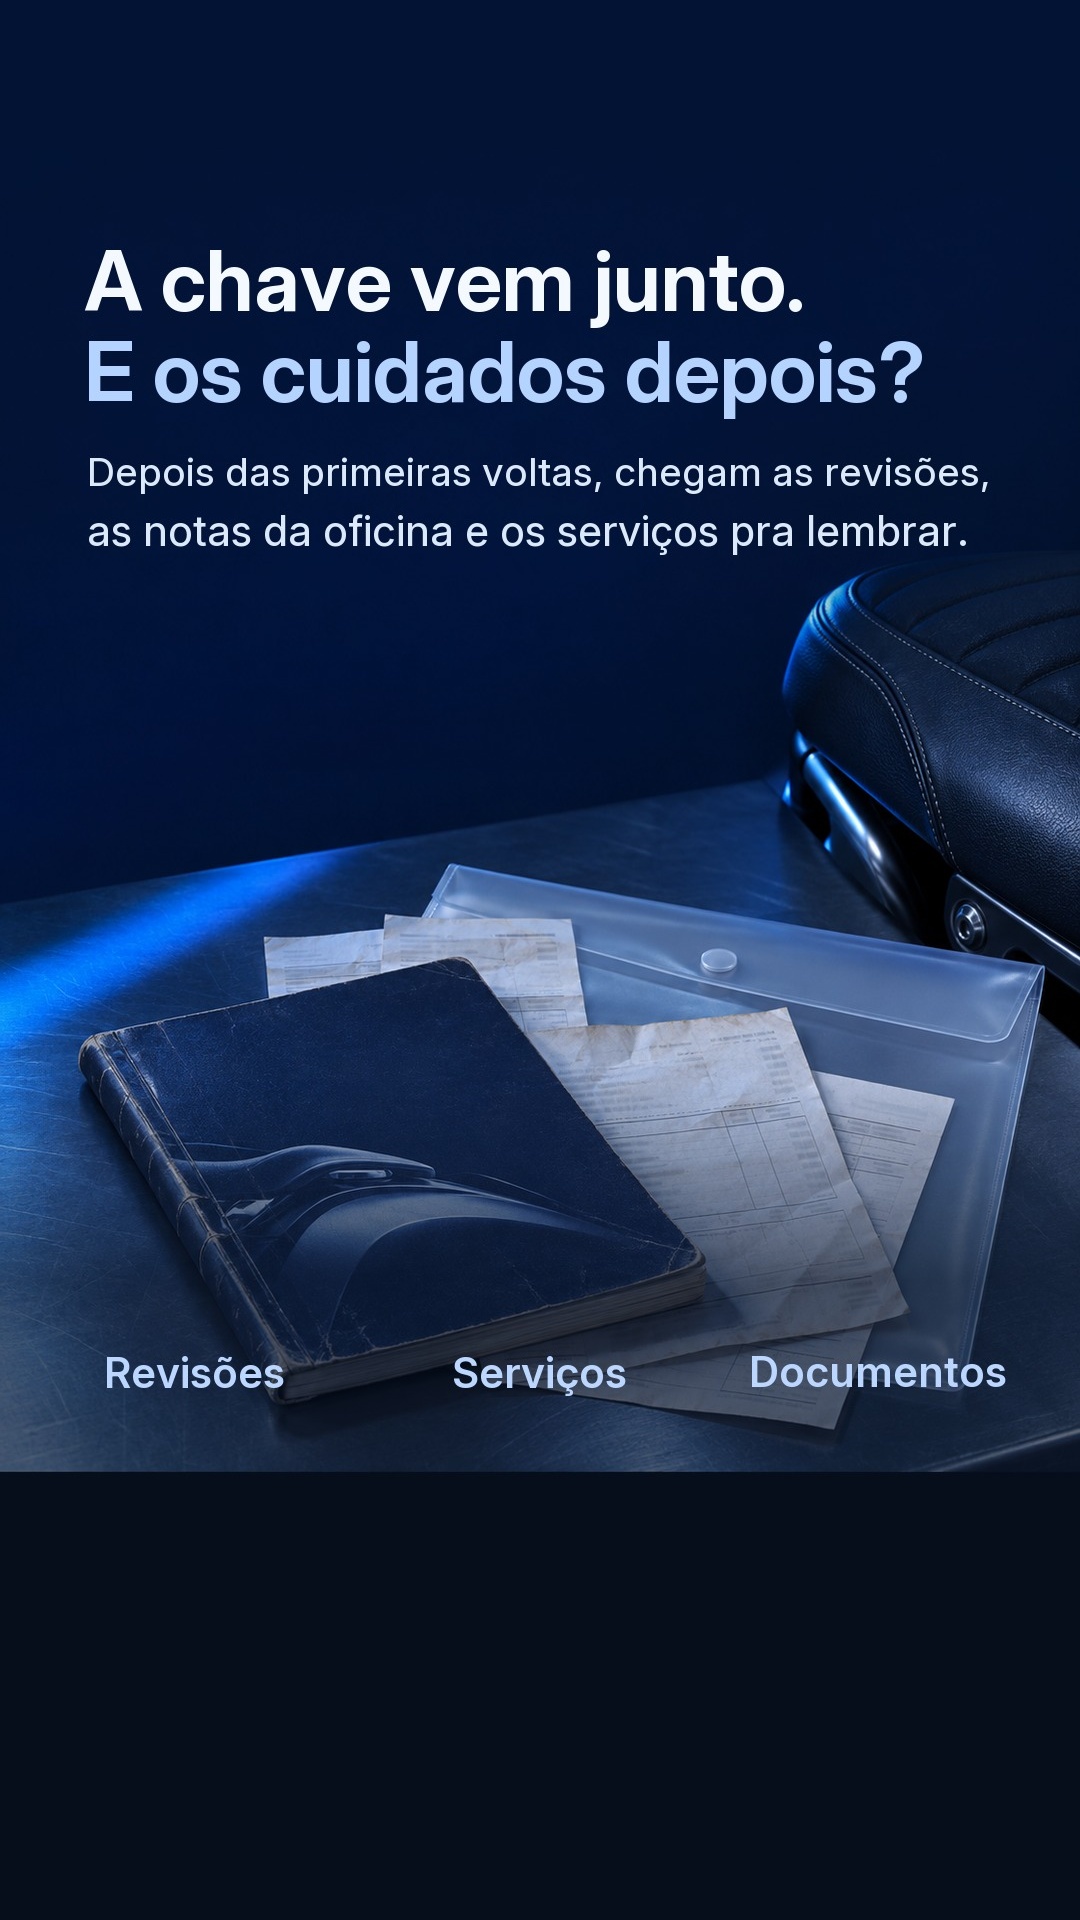 A chave vem junto.
E os cuidados depois?
Depois das primeiras voltas, chegam as revisões,
as notas da oficina e os serviços pra lembrar.
Revisões
Serviços
Documentos